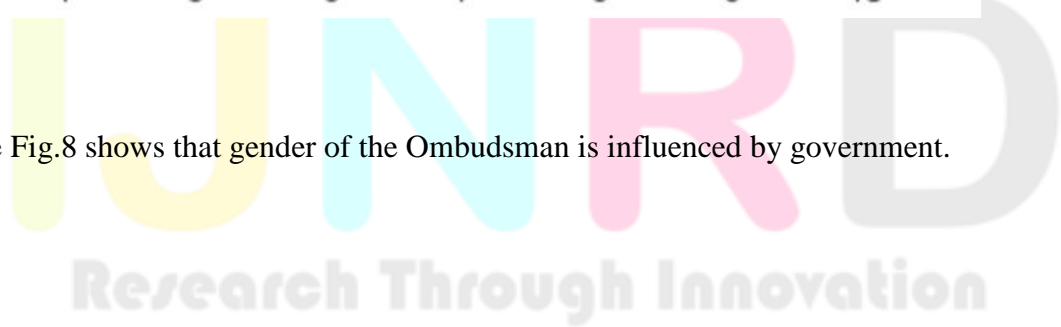 IJNRD
Fig.8 shows that gender of the Ombudsman is influenced by government.
Research Through Innovation